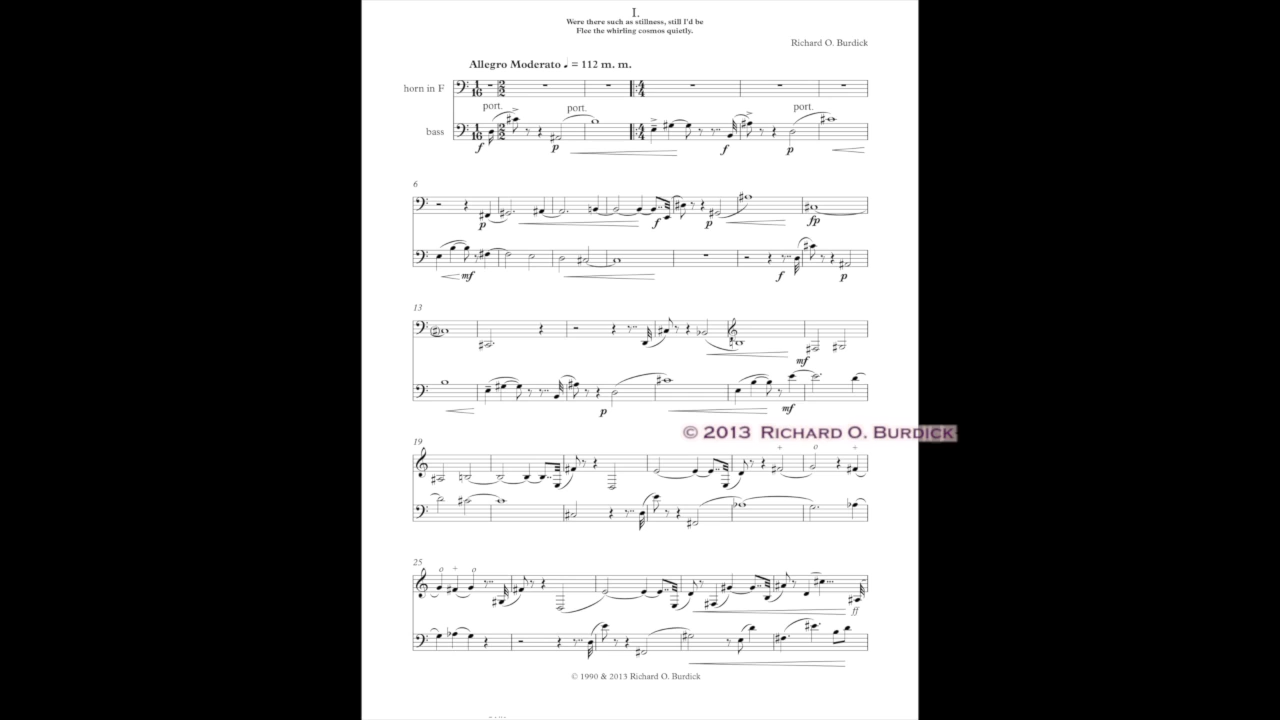 I.
Were there such as stillness, still I'd be
Flee the whirling cosmos quietly.
Richard O. Burdick
Allegro Moderato ♩ = 112 m. m.
horn in F
port. port. port.
bass
f p f p
6
p f p fp
mf f p
13
mf
p mf
© 2013 RICHARD O. BURDICK
19
+ o +
25
o + o
ff
© 1990 & 2013 Richard O. Burdick